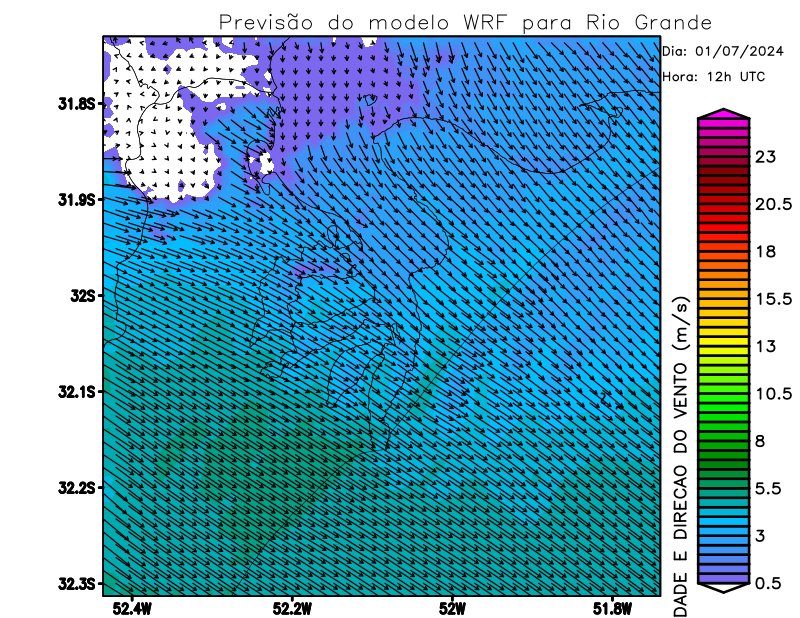 Previsão do modelo WRF para Rio Grande
Dia: 01/07/2024
Hora: 12h UTC
31.8S
31.9S
32S
32.1S
32.2S
32.3S
52.4W
52.2W
52W
51.8W
DADE E DIRECAO DO VENTO (m/s)
23
20.5
18
15.5
13
10.5
8
5.5
3
0.5